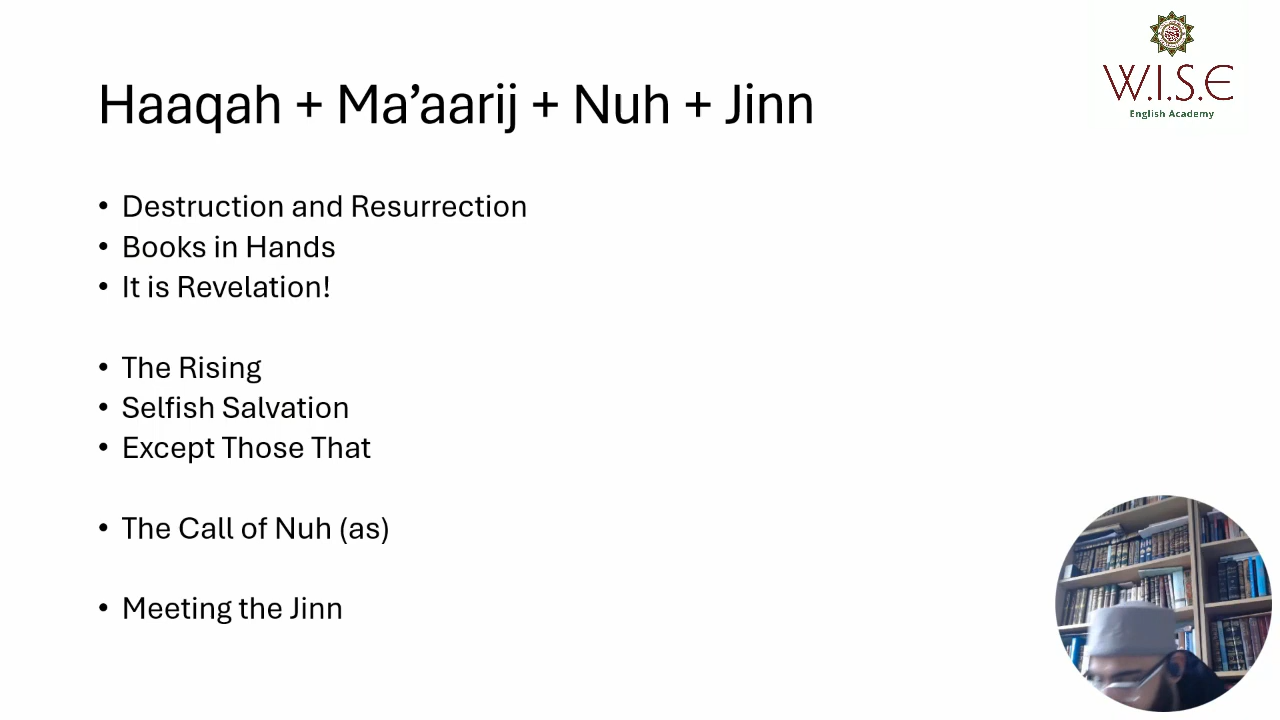 W.I.S.E
English Academy
Haaqah + Ma’aarij + Nuh + Jinn
• Destruction and Resurrection
• Books in Hands
• It is Revelation!
• The Rising
• Selfish Salvation
• Except Those That
• The Call of Nuh (as)
• Meeting the Jinn